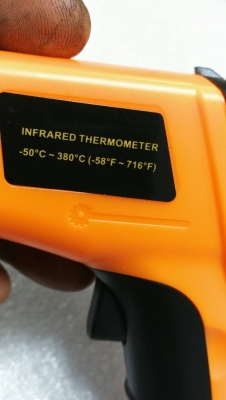 INFRARED THERMOMETER
-50°C ~ 380°C (-58°F ~ 716°F)